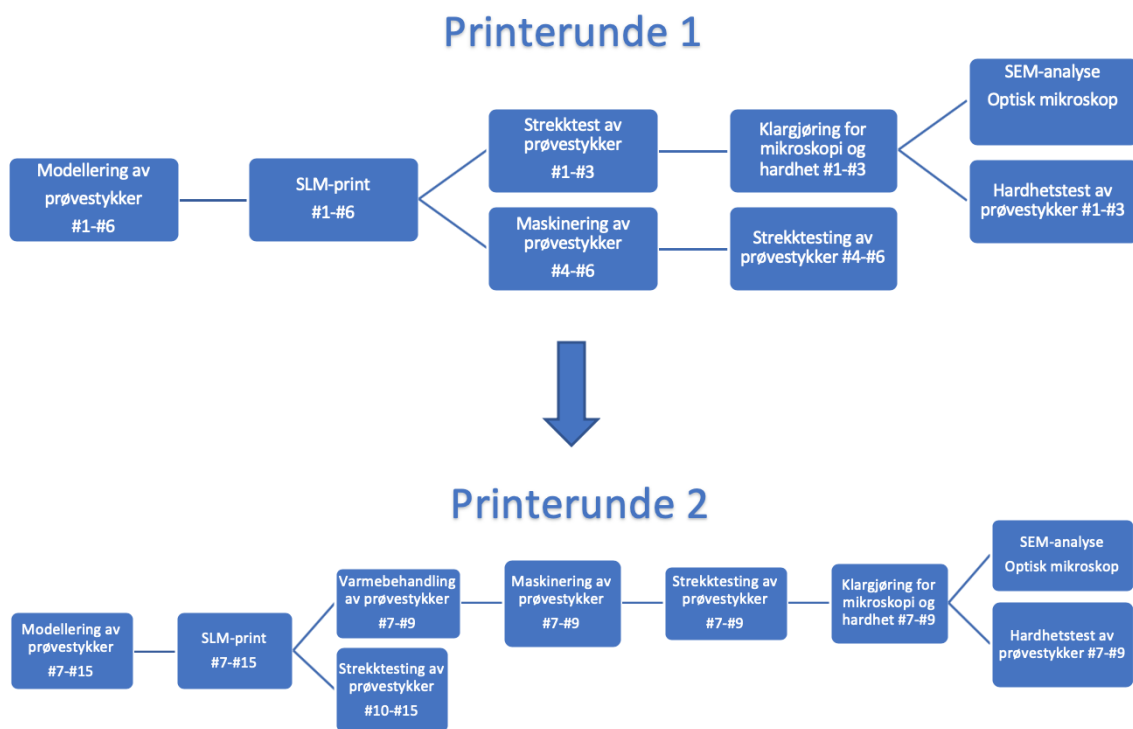 Printerunde 1
Modellering av
prøvestykker
#1-#6
SLM-print
#1-#6
Strekktest av
prøvestykker
#1-#3
Maskinering av
prøvestykker
#4-#6
Klargjøring for
mikroskopi og
hardhet #1-#3
Strekktesting av
prøvestykker #4-#6
SEM-analyse
Optisk mikroskop
Hardhetstest av
prøvestykker #1-#3
Printerunde 2
Modellering av
prøvestykker
#7-#15
SLM-print
#7-#15
Varmebehandling
av prøvestykker
#7-#9
Strekktesting av
prøvestykker
#10-#15
Maskinering av
prøvestykker
#7-#9
Strekktesting av
prøvestykker
#7-#9
Klargjøring for
mikroskopi og
hardhet #7-#9
SEM-analyse
Optisk mikroskop
Hardhetstest av
prøvestykker #7-#9